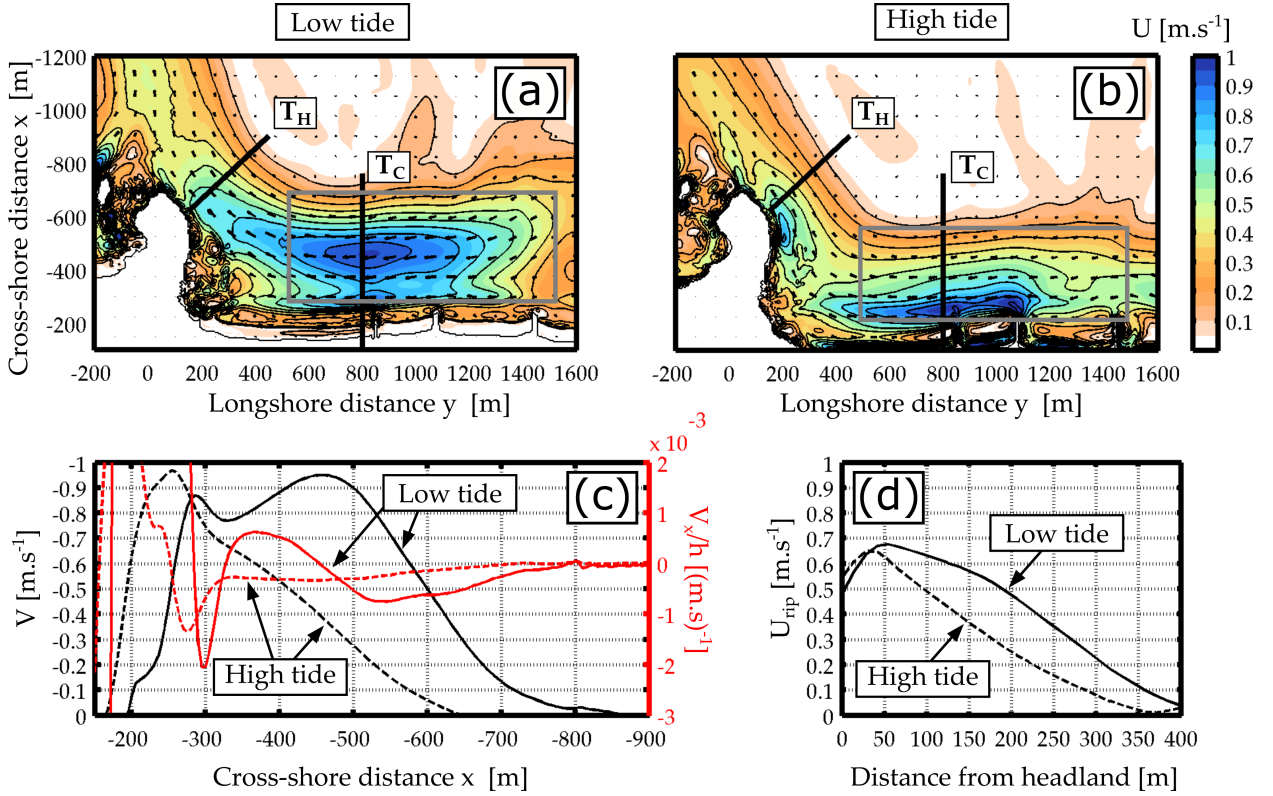 Low tide
High tide
U [m.s⁻¹]
(a)
T_H
T_C
Cross-shore distance x [m]
-1200
-1000
-800
-600
-400
-200
-200 0 200 400 600 800 1000 1200 1400 1600
Longshore distance y [m]
(b)
T_H
T_C
-200 0 200 400 600 800 1000 1200 1400 1600
Longshore distance y [m]
1
0.9
0.8
0.7
0.6
0.5
0.4
0.3
0.2
0.1
(c)
V [m.s⁻¹]
-1
-0.9
-0.8
-0.7
-0.6
-0.5
-0.4
-0.3
-0.2
-0.1
0
Low tide
High tide
x 10⁻³
2
1
0
-1
-2
-3
V_x/h [(m.s)⁻¹]
-200 -300 -400 -500 -600 -700 -800 -900
Cross-shore distance x [m]
(d)
U_rip [m.s⁻¹]
1
0.9
0.8
0.7
0.6
0.5
0.4
0.3
0.2
0.1
0
Low tide
High tide
0 50 100 150 200 250 300 350 400
Distance from headland [m]